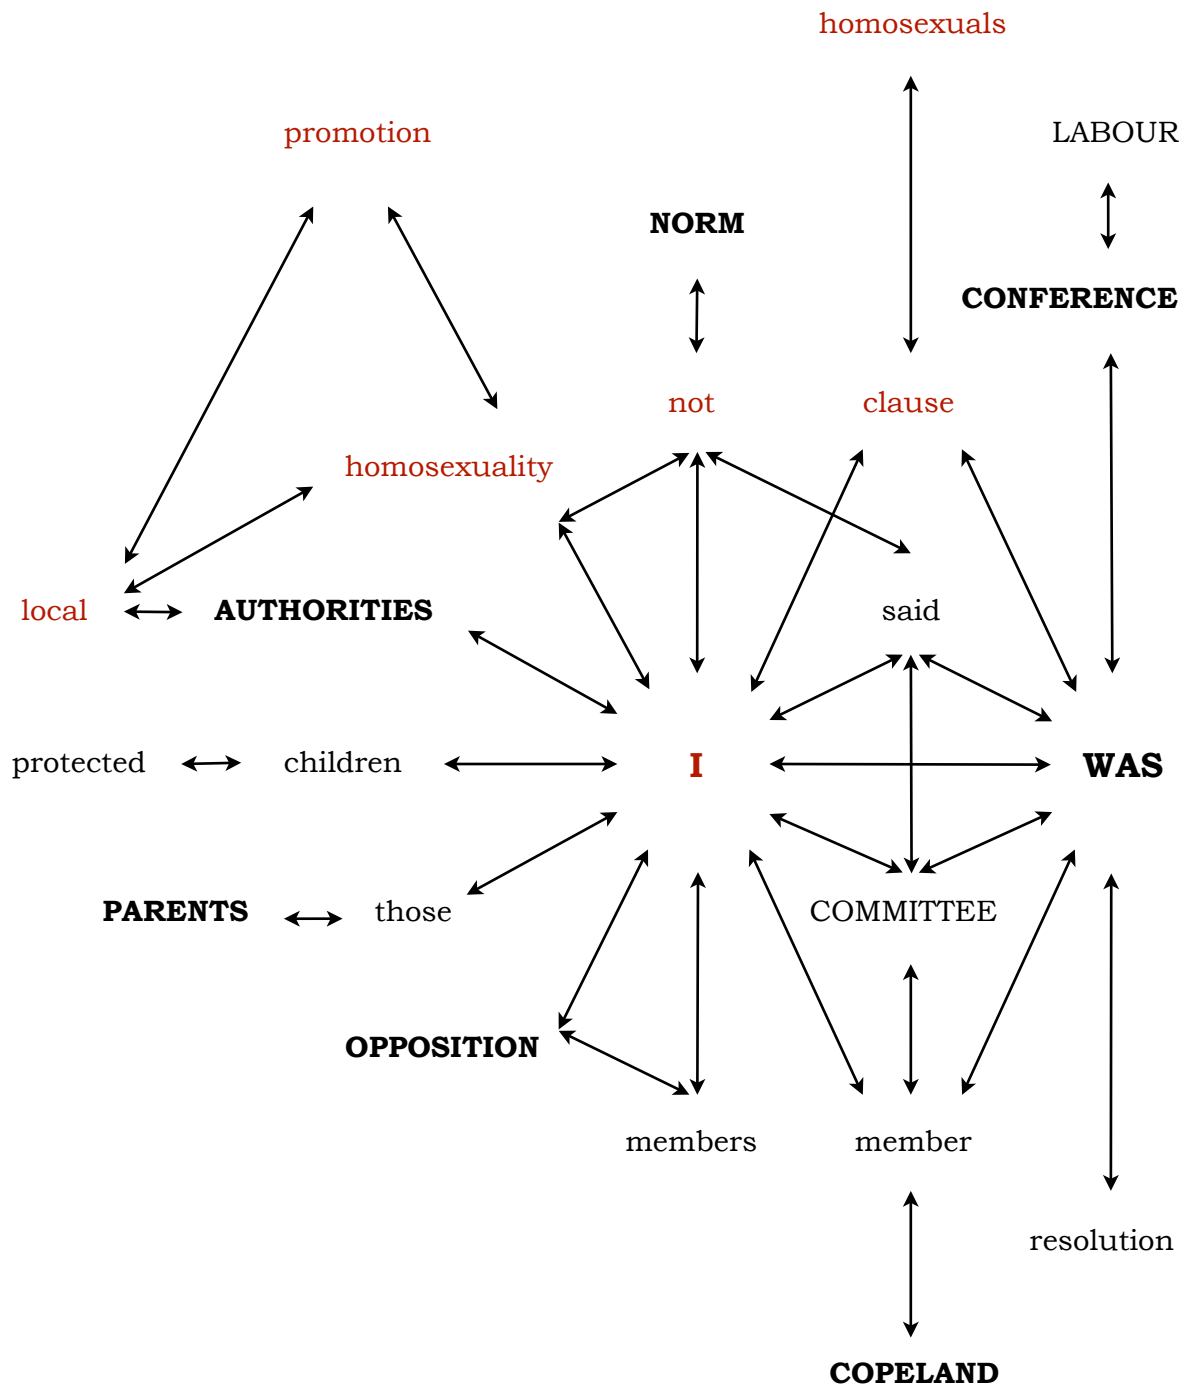 homosexuals
promotion
LABOUR
NORM
CONFERENCE
not
clause
homosexuality
local
AUTHORITIES
said
protected
children
I
WAS
PARENTS
those
COMMITTEE
OPPOSITION
members
member
resolution
COPELAND